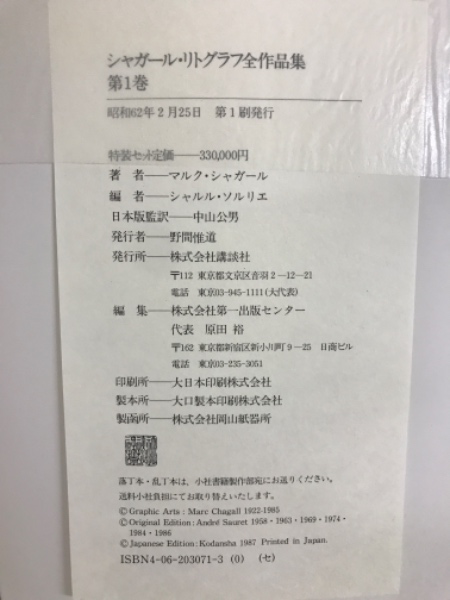 シャガール・リトグラフ全作品集
第1巻
昭和62年2月25日　第1刷発行
特装セット定価――330,000円
著　者――マルク・シャガール
編　者――シャルル・ソルリエ
日本版監訳――中山公男
発行者――野間惟道
発行所――株式会社講談社
〒112 東京都文京区音羽2―12―21
電話　東京03-945-1111(大代表)
編　集――株式会社第一出版センター
代表　原田 裕
〒162 東京都新宿区新小川町9―25　日商ビル
電話　東京03-235-3051
印刷所――大日本印刷株式会社
製本所――大口製本印刷株式会社
製函所――株式会社岡山紙器所
落丁本・乱丁本は、小社書籍製作部宛にお送りください。
送料小社負担にてお取り替えいたします。
©Graphic Arts : Marc Chagall 1922-1985
©Original Edition : André Sauret 1958・1963・1969・1974・
1984・1986
©Japanese Edition : Kodansha 1987 Printed in Japan.
ISBN4-06-203071-3 (0) (セ)